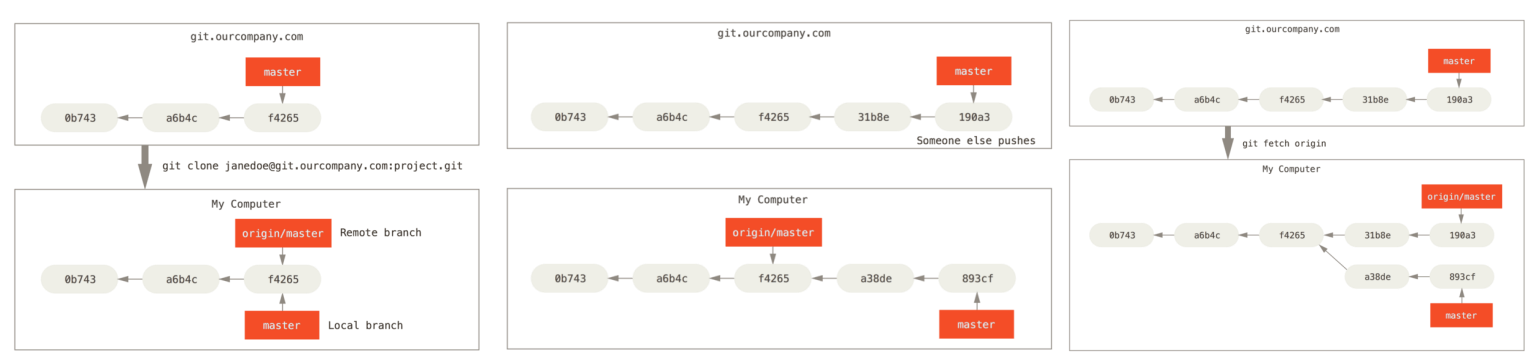 git.ourcompany.com
master
0b743 a6b4c f4265
git clone janedoe@git.ourcompany.com:project.git
My Computer
origin/master Remote branch
0b743 a6b4c f4265
master Local branch
git.ourcompany.com
master
0b743 a6b4c f4265 31b8e 190a3
Someone else pushes
My Computer
origin/master
0b743 a6b4c f4265 a38de 893cf
master
git.ourcompany.com
master
0b743 a6b4c f4265 31b8e 190a3
git fetch origin
My Computer
origin/master
0b743 a6b4c f4265 31b8e 190a3
a38de 893cf
master